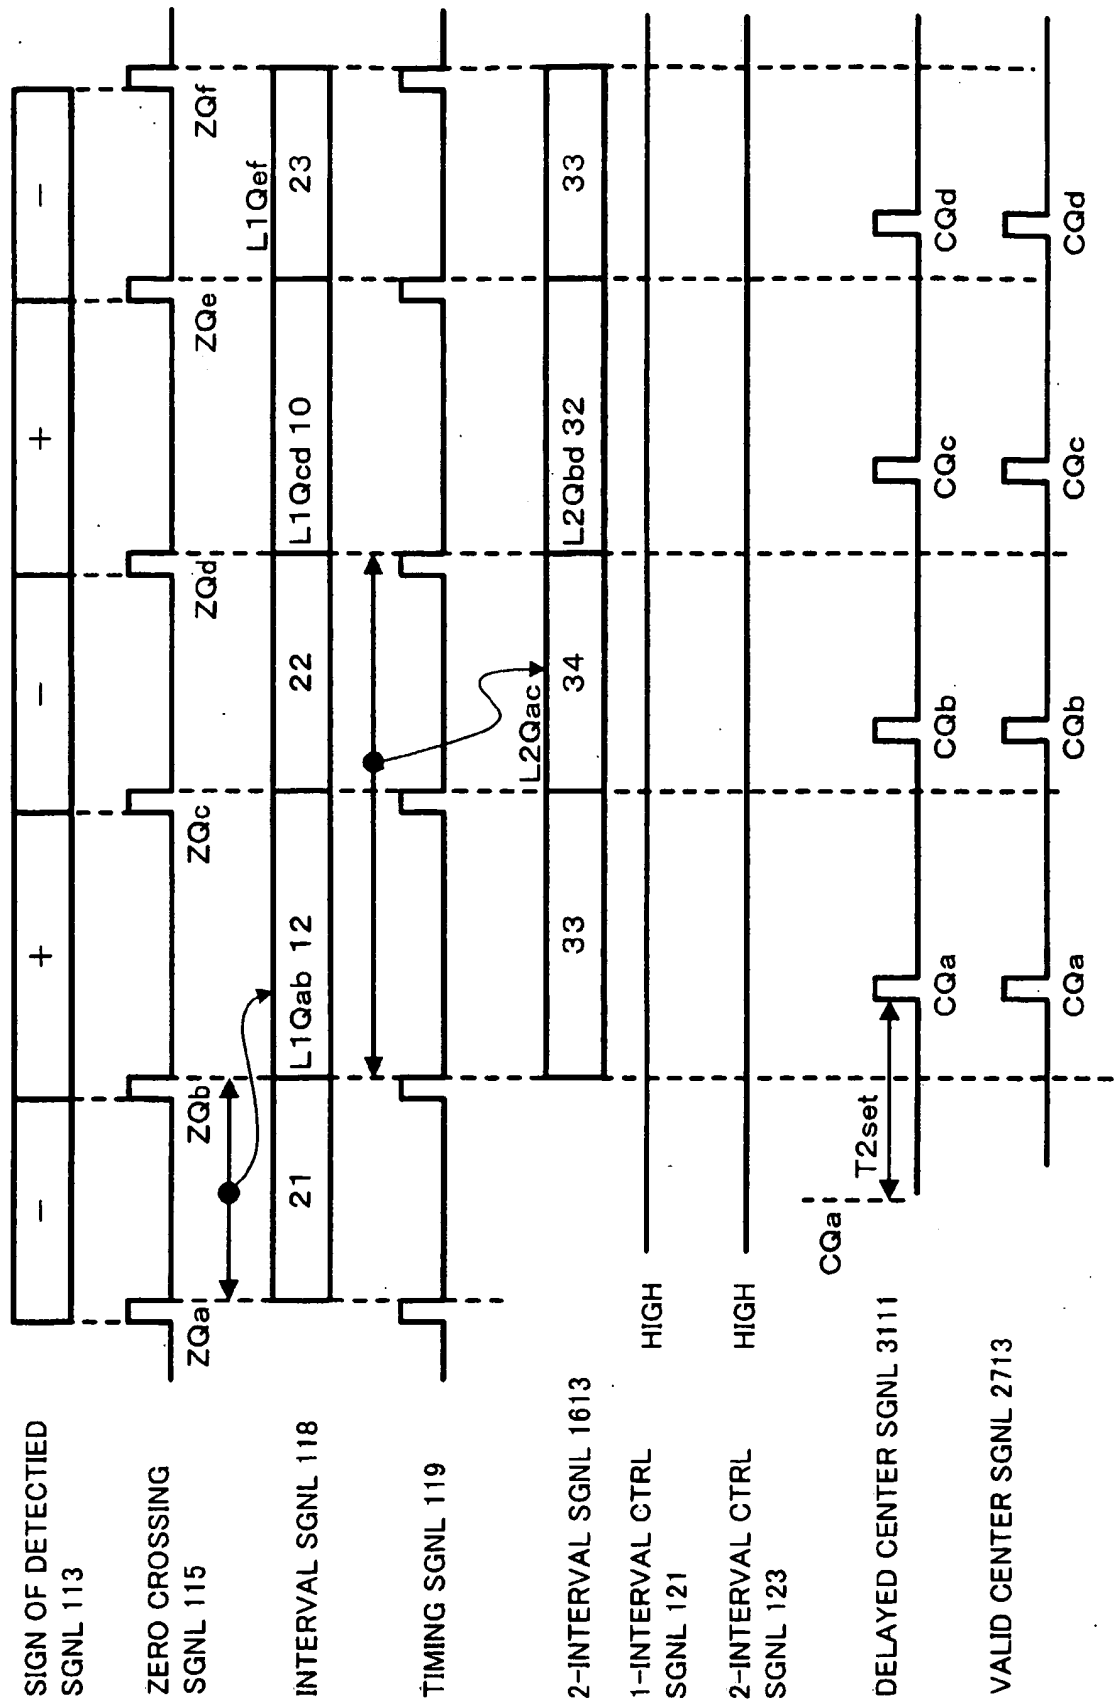 SIGN OF DETECTIED
SGNL 113
- + - + -
ZERO CROSSING
SGNL 115
ZQa ZQb ZQc ZQd ZQe ZQf
INTERVAL SGNL 118
21 L1Qab 12 22 L1Qcd 10 23
L1Qef
TIMING SGNL 119
2-INTERVAL SGNL 1613
33 34 L2Qbd 32 33
L2Qac
1-INTERVAL CTRL
SGNL 121
HIGH
2-INTERVAL CTRL
SGNL 123
HIGH
DELAYED CENTER SGNL 3111
CQa
T2set
CQa CQb CQc CQd
VALID CENTER SGNL 2713
CQa CQb CQc CQd